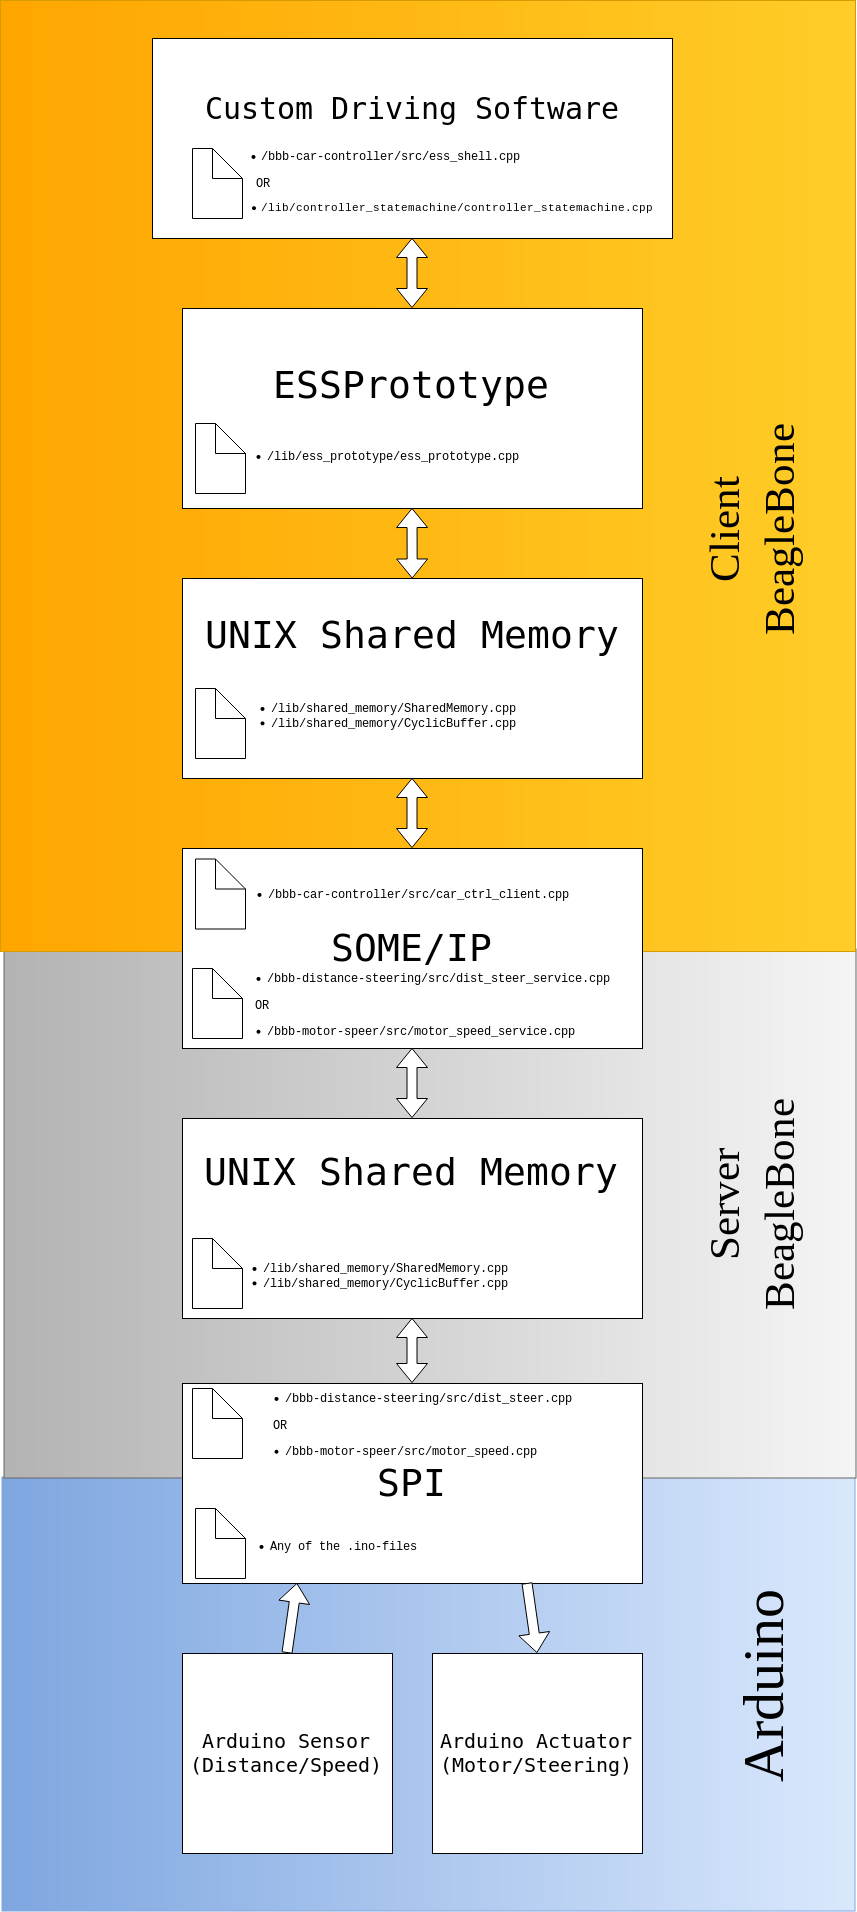 Custom Driving Software
• /bbb-car-controller/src/ess_shell.cpp
OR
• /lib/controller_statemachine/controller_statemachine.cpp
ESSPrototype
• /lib/ess_prototype/ess_prototype.cpp
Client
BeagleBone
UNIX Shared Memory
• /lib/shared_memory/SharedMemory.cpp
• /lib/shared_memory/CyclicBuffer.cpp
• /bbb-car-controller/src/car_ctrl_client.cpp
SOME/IP
• /bbb-distance-steering/src/dist_steer_service.cpp
OR
• /bbb-motor-speer/src/motor_speed_service.cpp
UNIX Shared Memory
• /lib/shared_memory/SharedMemory.cpp
• /lib/shared_memory/CyclicBuffer.cpp
Server
BeagleBone
• /bbb-distance-steering/src/dist_steer.cpp
OR
• /bbb-motor-speer/src/motor_speed.cpp
SPI
• Any of the .ino-files
Arduino Sensor
(Distance/Speed)
Arduino Actuator
(Motor/Steering)
Arduino